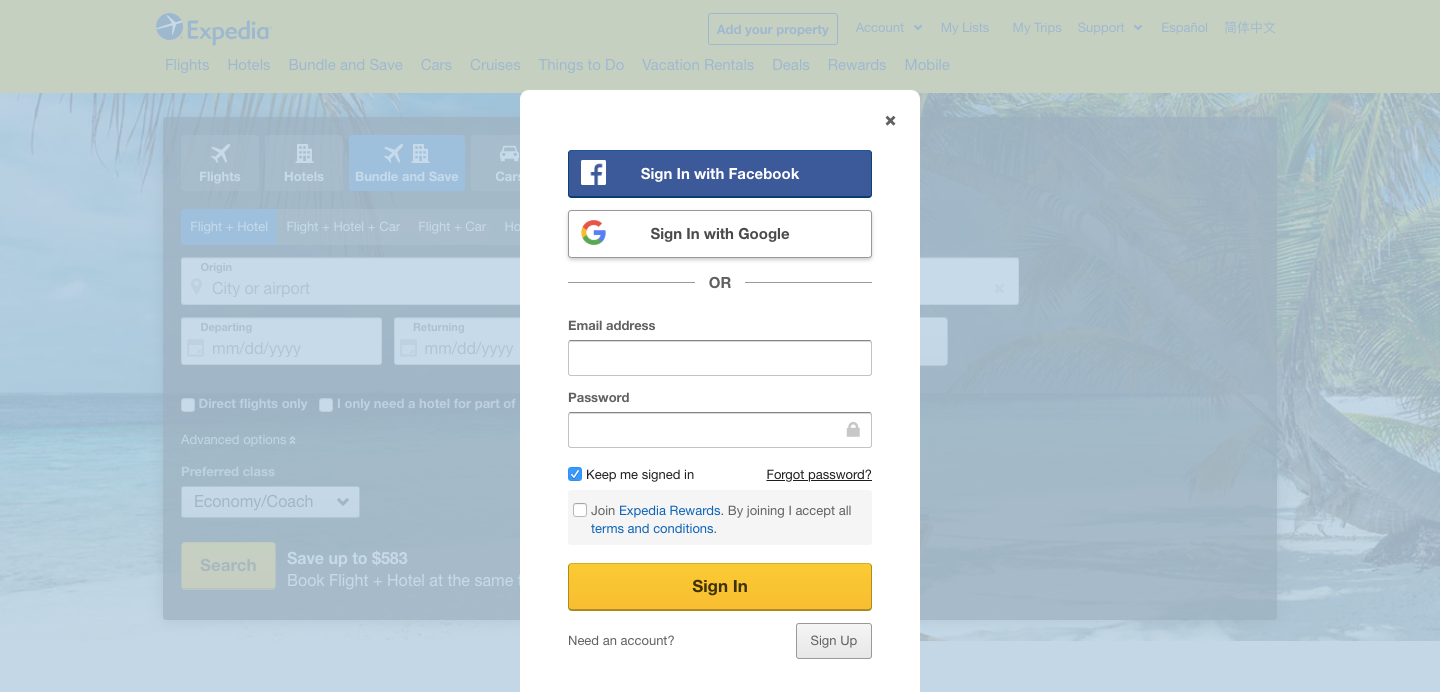 Expedia
Add your property
Account
My Lists
My Trips
Support
Español
简体中文
Flights
Hotels
Bundle and Save
Cars
Cruises
Things to Do
Vacation Rentals
Deals
Rewards
Mobile
Flights
Hotels
Bundle and Save
Flight + Hotel
Flight + Hotel + Car
Flight + Car
Origin
City or airport
Departing
mm/dd/yyyy
Returning
mm/dd/yyyy
Direct flights only
I only need a hotel for part of
Advanced options
Preferred class
Economy/Coach
Search
Save up to $583
Book Flight + Hotel at the same
Sign In with Facebook
Sign In with Google
OR
Email address
Password
Keep me signed in
Forgot password?
Join Expedia Rewards. By joining I accept all
terms and conditions.
Sign In
Need an account?
Sign Up